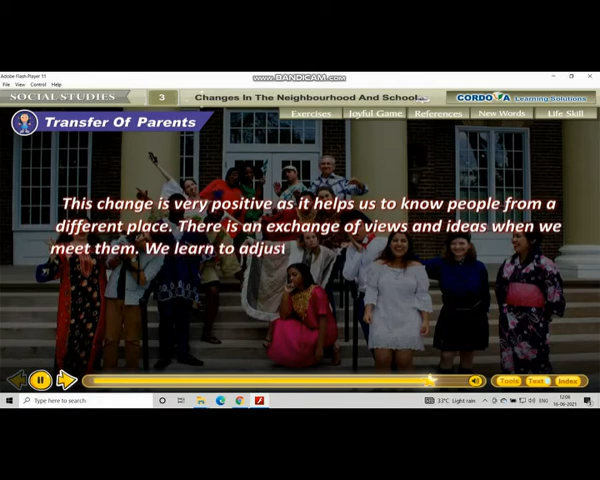 WWW.BANDICAM.COM
Adobe Flash Player 11
File View Control Help
SOCIAL STUDIES 3 Changes In The Neighbourhood And School... CORDOVA Learning Solutions
Exercises Joyful Game References New Words Life Skill
Transfer Of Parents
This change is very positive as it helps us to know people from a
different place. There is an exchange of views and ideas when we
meet them. We learn to adjust
Tools Text Index
Type here to search 33°C Light rain ENG 12:06
16-06-2021